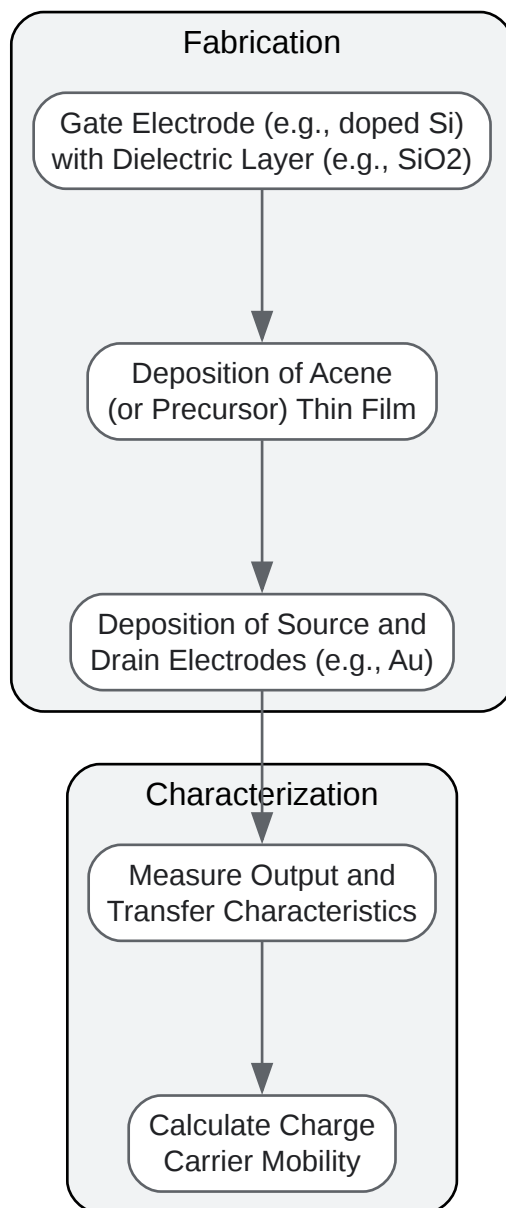 Fabrication
Gate Electrode (e.g., doped Si)
with Dielectric Layer (e.g., SiO2)
Deposition of Acene
(or Precursor) Thin Film
Deposition of Source and
Drain Electrodes (e.g., Au)
Characterization
Measure Output and
Transfer Characteristics
Calculate Charge
Carrier Mobility